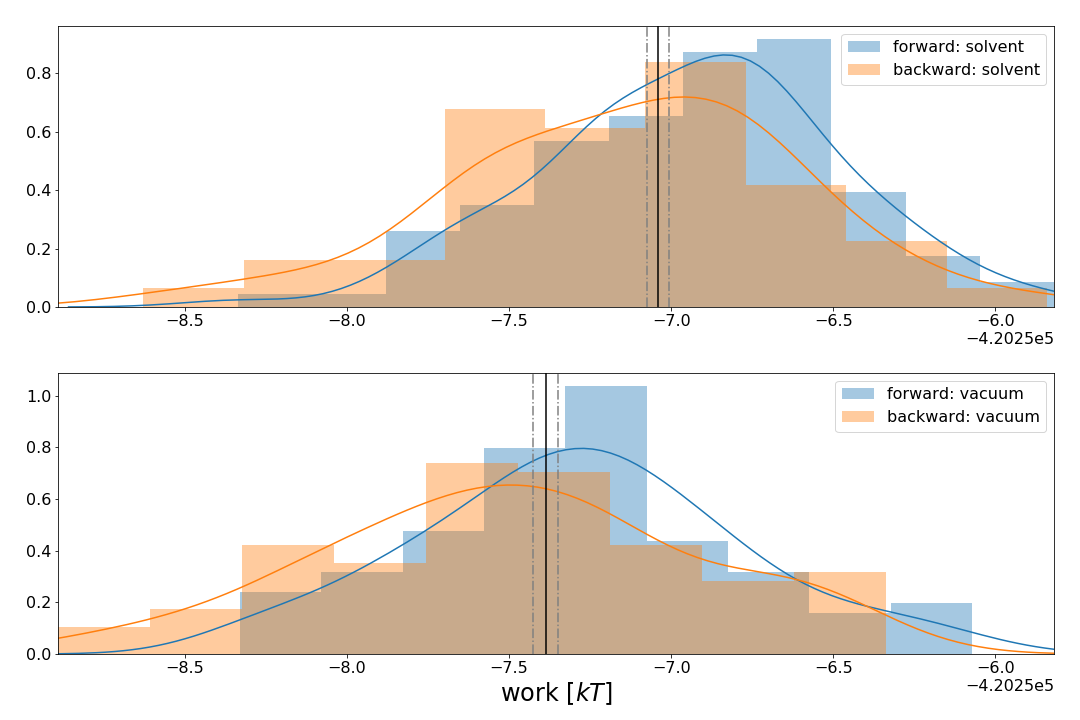 forward: solvent
backward: solvent
0.8
0.6
0.4
0.2
0.0
−8.5 −8.0 −7.5 −7.0 −6.5 −6.0
−4.2025e5
forward: vacuum
backward: vacuum
1.0
0.8
0.6
0.4
0.2
0.0
−8.5 −8.0 −7.5 −7.0 −6.5 −6.0
−4.2025e5
work [kT]